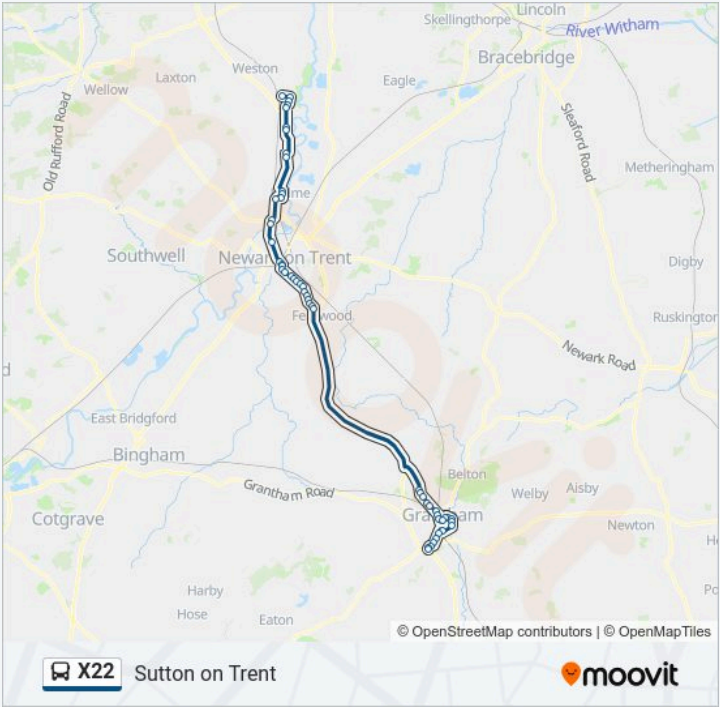 Lincoln
Skellingthorpe
River Witham
Weston
Bracebridge
Laxton
Eagle
Wellow
Old Rufford Road
Sleaford Road
Metheringham
Southwell
Newark on Trent
Digby
Ruskington
Newark Road
East Bridgford
Bingham
Belton
Grantham Road
Welby
Aisby
Cotgrave
Grantham
Newton
Harby
Hose
Eaton
© OpenStreetMap contributors | © OpenMapTiles
X22 Sutton on Trent
moovit